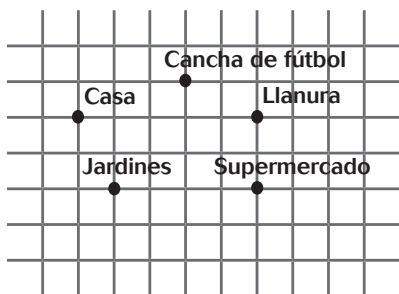 Cancha de fútbol
Casa
Llanura
Jardines
Supermercado